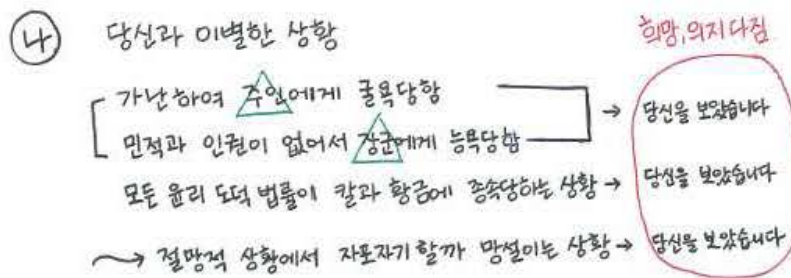 나 당신과 이별한 상황
희망, 의지 다짐
가난하여 주인에게 굴욕당함
민적과 인권이 없어서 장군에게 능욕당함 → 당신을 보았습니다
모든 윤리 도덕 법률이 칼과 황금에 종속당하는 상황 → 당신을 보았습니다
→ 절망적 상황에서 자포자기할까 망설이는 상황 → 당신을 보았습니다